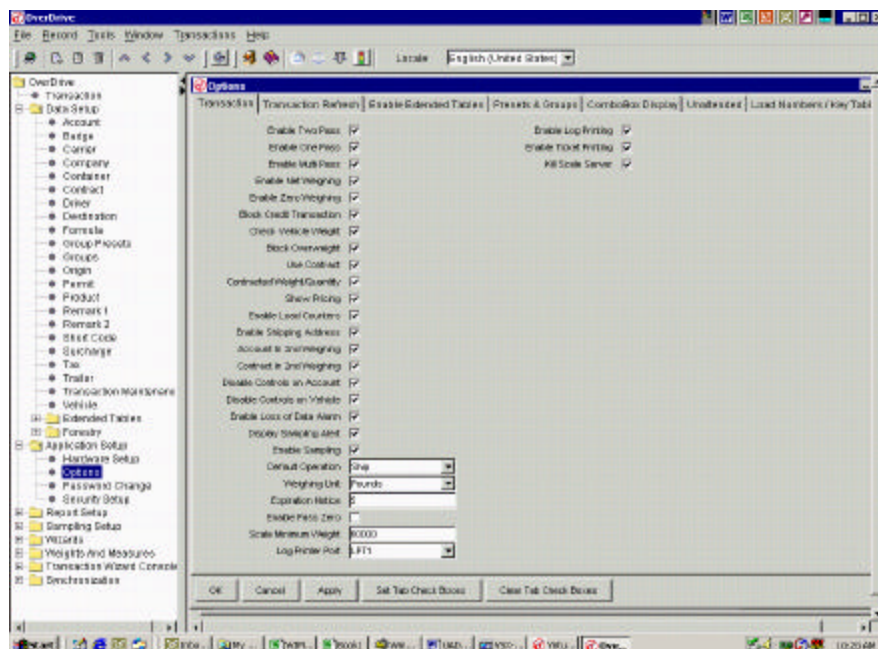 OverDrive
File Record Tools Window Transactions Help
Locale English (United States)
OverDrive
Transaction
Data Setup
Account
Badge
Carrier
Company
Container
Contract
Driver
Destination
Formula
Group Presets
Groups
Origin
Permit
Product
Remark 1
Remark 2
Short Code
Surcharge
Tax
Trailer
Transaction Maintenanc
Vehicle
Extended Tables
Forestry
Application Setup
Hardware Setup
Options
Password Change
Security Setup
Report Setup
Sampling Setup
Wizards
Weights And Measures
Transaction Wizard Console
Synchronization
Options
Transaction Transaction Refresh Enable Extended Tables Presets & Groups ComboBox Display Unattended Load Numbers / Key Tabl
Enable Two Pass
Enable One Pass
Enable Multi Pass
Enable Net Weighing
Enable Zero Weighing
Block Credit Transaction
Check Vehicle Weight
Block Overweight
Use Contract
Contracted Weight/Quantity
Show Pricing
Enable Load Counters
Enable Shipping Address
Account in 2nd Weighing
Contract in 2nd Weighing
Disable Controls on Account
Disable Controls on Vehicle
Enable Loss of Data Alarm
Display Sampling Alert
Enable Sampling
Default Operation Ship
Weighing Unit Pounds
Expiration Notice 5
Enable Pass Zero
Scale Minimum Weight
Log Printer Port LPT1
Enable Log Printing
Enable Ticket Printing
Kill Scale Server
OK Cancel Apply Set Tab Check Boxes Clear Tab Check Boxes
Start Inbo... Book1 Over... 10:20 AM